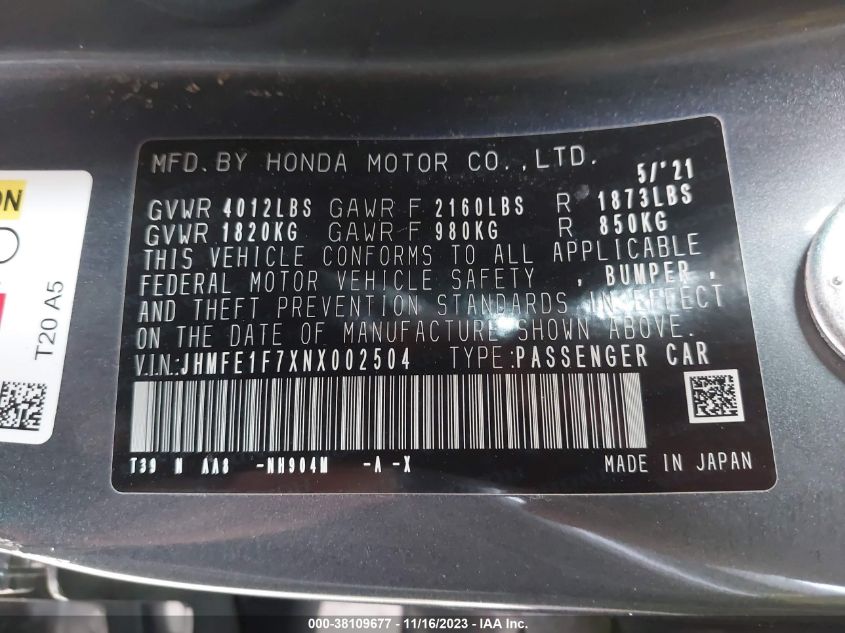 MFD. BY HONDA MOTOR CO., LTD. 5/'21
GVWR 4012LBS GAWR F 2160LBS R 1873LBS
GVWR 1820KG GAWR F 980KG R 850KG
THIS VEHICLE CONFORMS TO ALL APPLICABLE
FEDERAL MOTOR VEHICLE SAFETY , BUMPER ,
AND THEFT PREVENTION STANDARDS IN EFFECT
ON THE DATE OF MANUFACTURE SHOWN ABOVE.
V.I.N.:JHMFE1F7XNX002504 TYPE:PASSENGER CAR
T39 N AA8 -NH904M -A -X
MADE IN JAPAN
T20 A5
000-38109677 - 11/16/2023 - IAAI Inc.